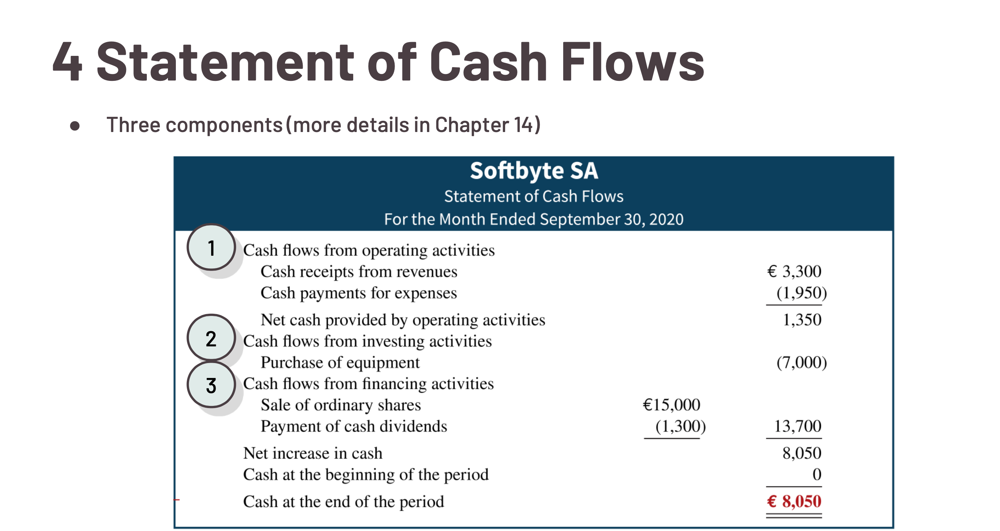 4 Statement of Cash Flows
● Three components (more details in Chapter 14)
Softbyte SA
Statement of Cash Flows
For the Month Ended September 30, 2020
1 Cash flows from operating activities
Cash receipts from revenues € 3,300
Cash payments for expenses (1,950)
Net cash provided by operating activities 1,350
2 Cash flows from investing activities
Purchase of equipment (7,000)
3 Cash flows from financing activities
Sale of ordinary shares €15,000
Payment of cash dividends (1,300) 13,700
Net increase in cash 8,050
Cash at the beginning of the period 0
Cash at the end of the period € 8,050